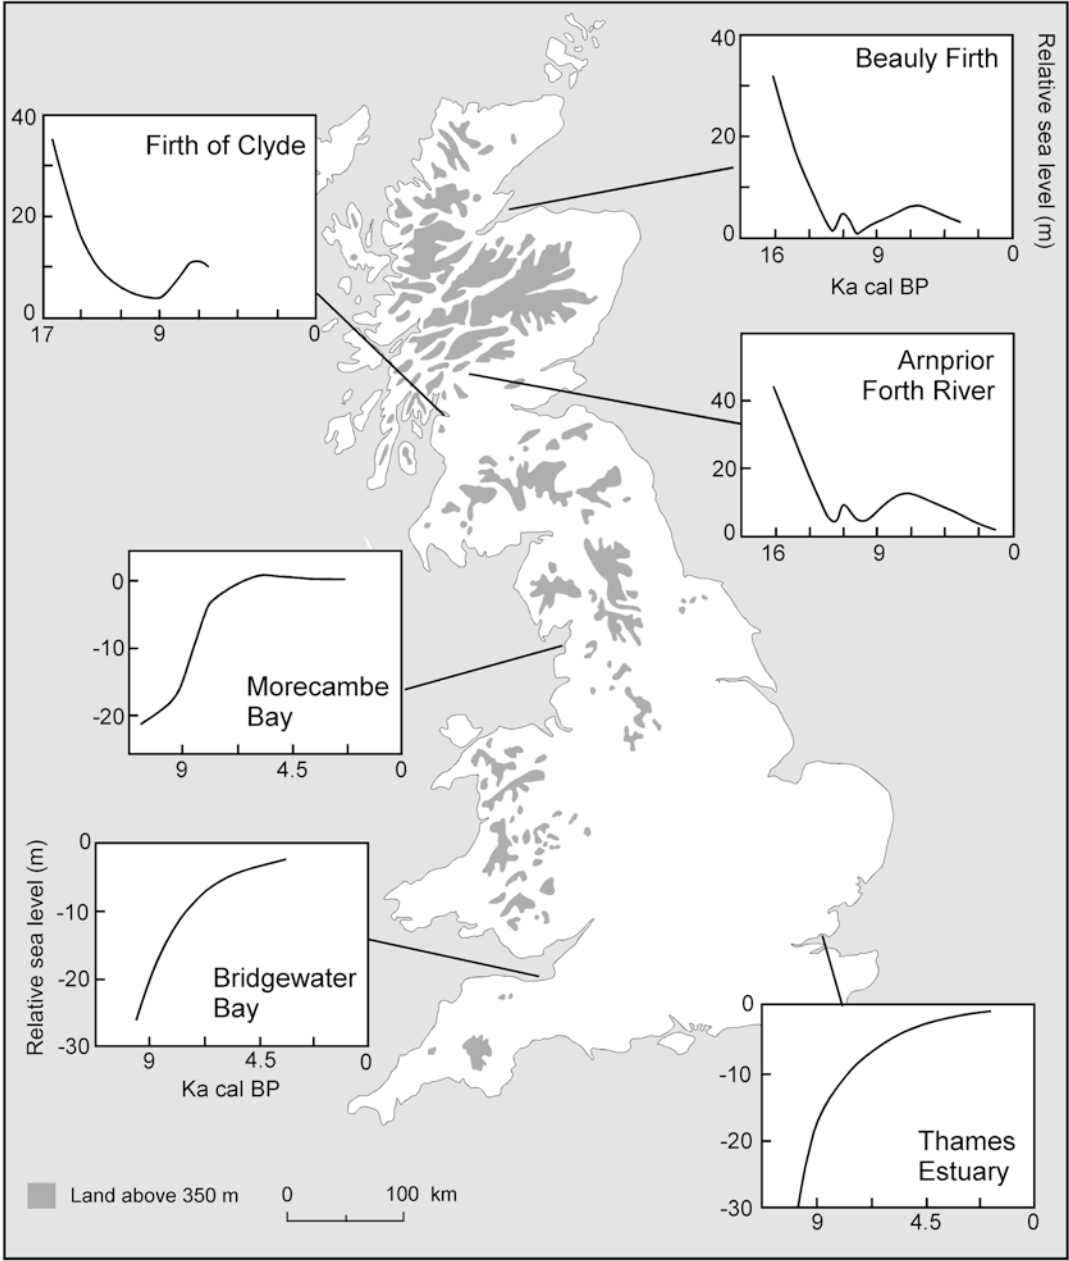 40
Beauly Firth
20
0
16
9
0
Ka cal BP
Relative sea level (m)
40
Firth of Clyde
20
0
17
9
0
Arnprior
Forth River
40
20
0
16
9
0
0
-10
-20
Morecambe
Bay
9
4.5
0
Relative sea level (m)
0
-10
-20
-30
Bridgewater
Bay
9
4.5
0
Ka cal BP
0
-10
-20
-30
Thames
Estuary
9
4.5
0
Land above 350 m
0
100 km